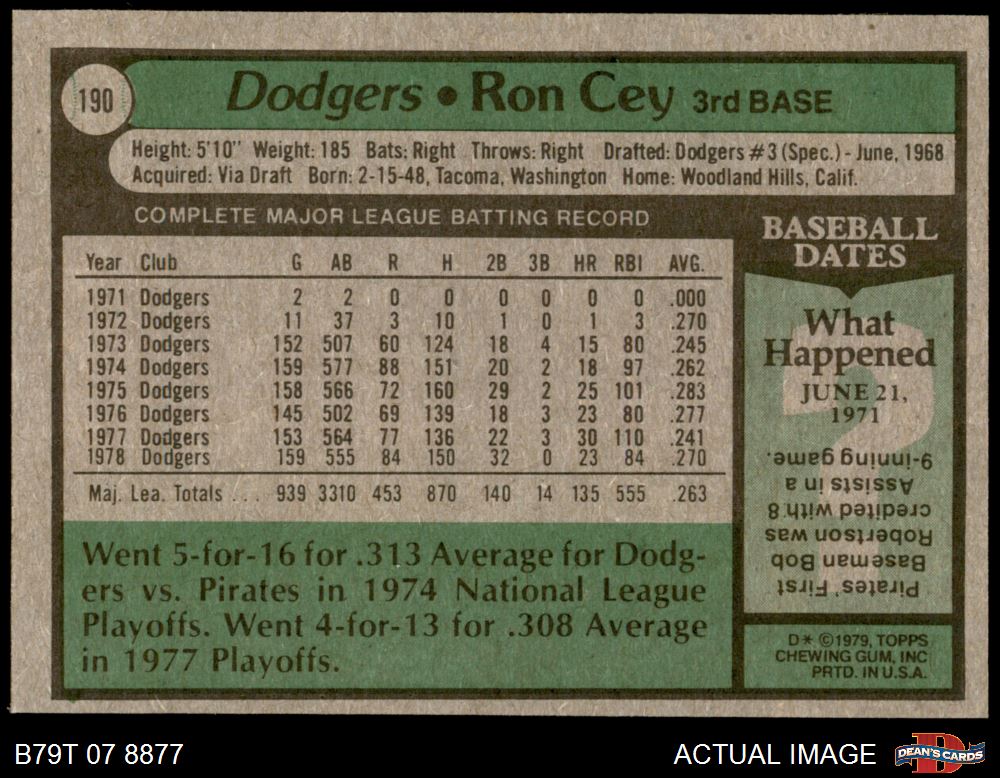 190
Dodgers • Ron Cey 3rd BASE
Height: 5'10" Weight: 185 Bats: Right Throws: Right Drafted: Dodgers #3 (Spec.) - June, 1968
Acquired: Via Draft Born: 2-15-48, Tacoma, Washington Home: Woodland Hills, Calif.
COMPLETE MAJOR LEAGUE BATTING RECORD
Year Club G AB R H 2B 3B HR RBI AVG.
1971 Dodgers 2 2 0 0 0 0 0 0 .000
1972 Dodgers 11 37 3 10 1 0 1 3 .270
1973 Dodgers 152 507 60 124 18 4 15 80 .245
1974 Dodgers 159 577 88 151 20 2 18 97 .262
1975 Dodgers 158 566 72 160 29 2 25 101 .283
1976 Dodgers 145 502 69 139 18 3 23 80 .277
1977 Dodgers 153 564 77 136 22 3 30 110 .241
1978 Dodgers 159 555 84 150 32 0 23 84 .270
Maj. Lea. Totals ... 939 3310 453 870 140 14 135 555 .263
Went 5-for-16 for .313 Average for Dodg-
ers vs. Pirates in 1974 National League
Playoffs. Went 4-for-13 for .308 Average
in 1977 Playoffs.
BASEBALL
DATES
What
Happened
JUNE 21,
1971
?
Pirates' First
Baseman Bob
Robertson was
credited with 8
Assists in a
9-inning game.
D* ©1979, TOPPS
CHEWING GUM, INC
PRTD. IN U.S.A.
B79T 07 8877
ACTUAL IMAGE
DEAN'S CARDS